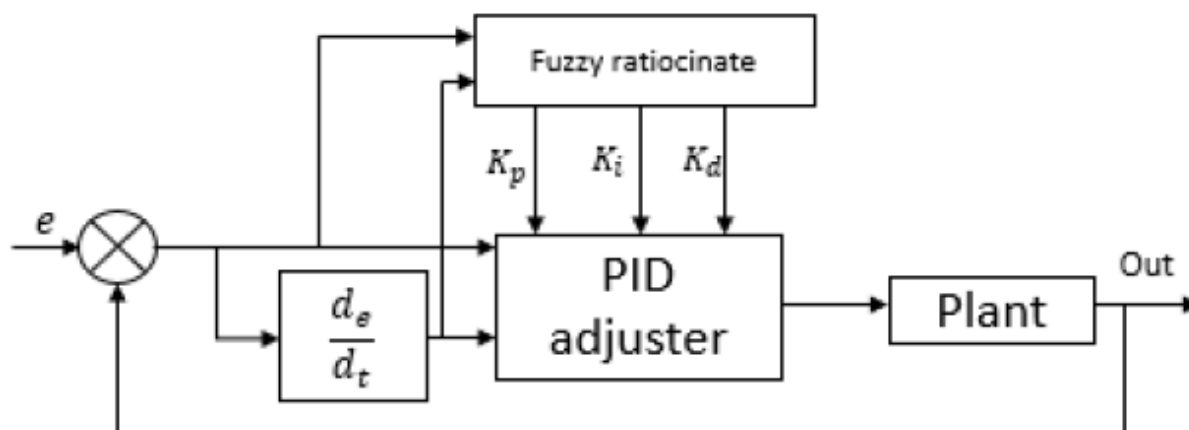 Fuzzy ratiocinate
K_p K_i K_d
e
PID
adjuster
d_e
d_t
Out
Plant